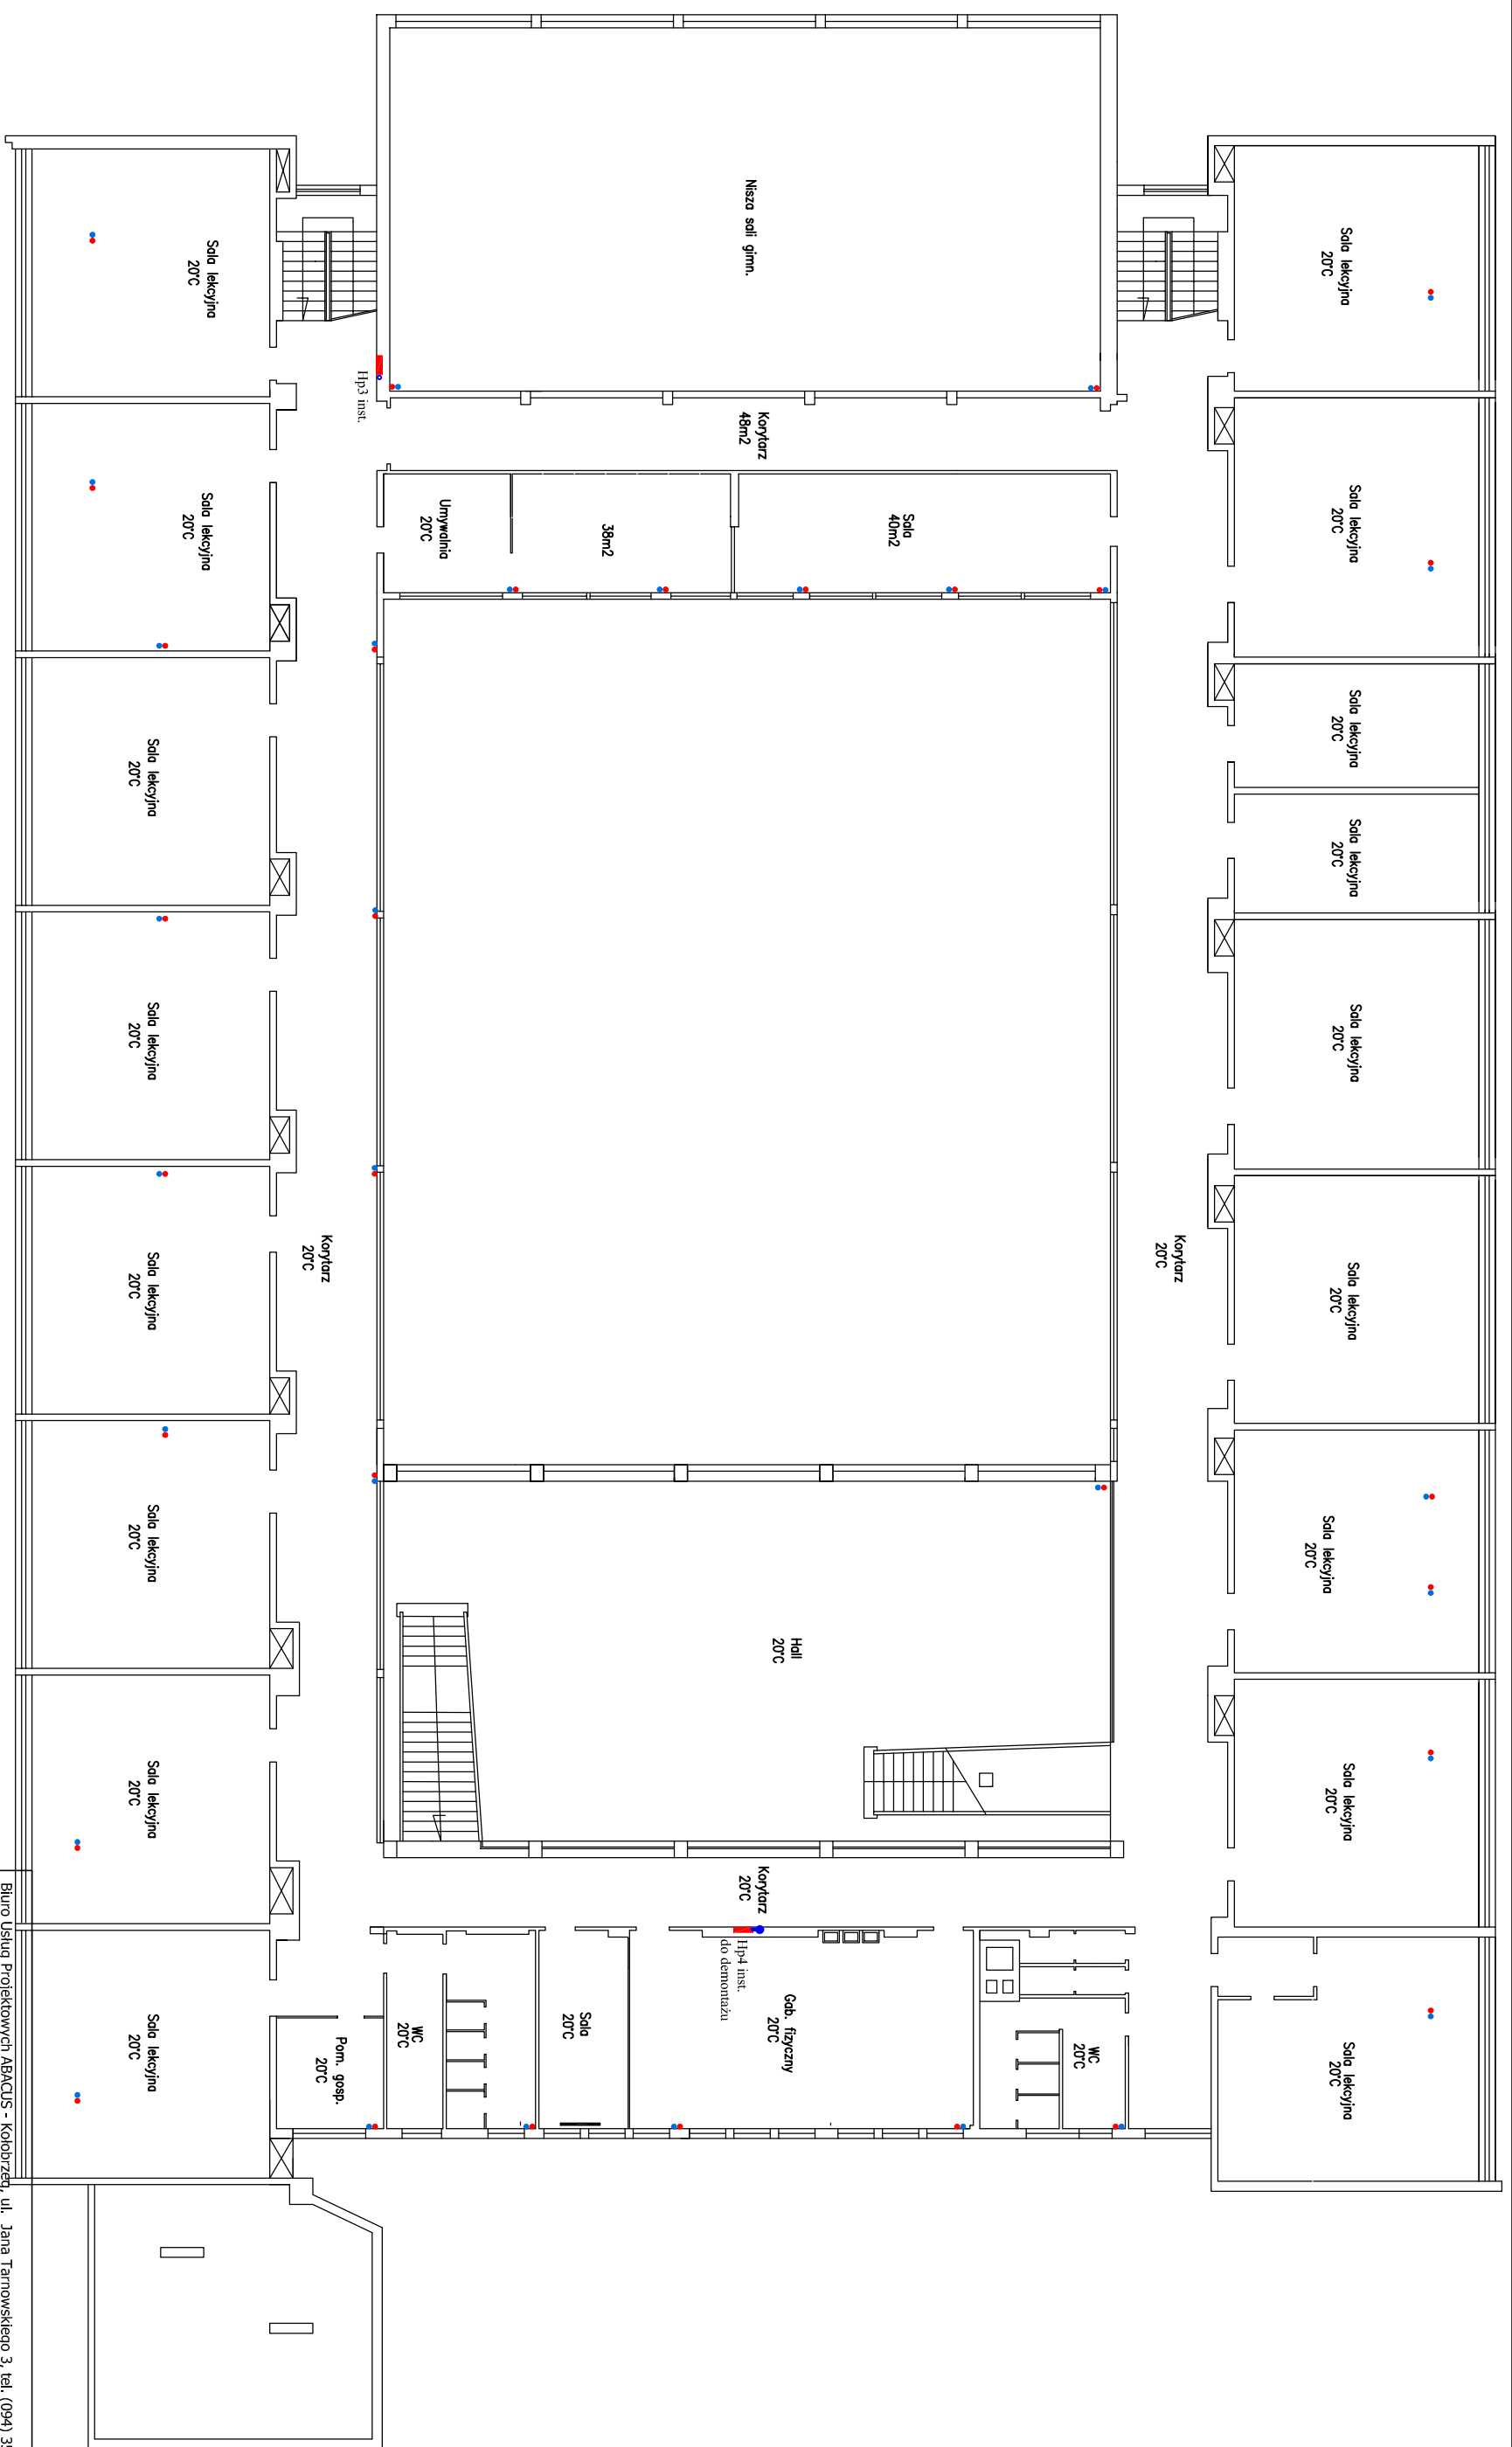 Sala lekcyjna
20°C
Sala lekcyjna
20°C
Sala lekcyjna
20°C
Sala lekcyjna
20°C
Sala lekcyjna
20°C
Sala lekcyjna
20°C
Sala lekcyjna
20°C
Sala lekcyjna
20°C
Sala lekcyjna
20°C
Korytarz
20°C
Nisza sali gimn.
Korytarz
48m2
Sala
40m2
38m2
Umywalnia
20°C
Hall
20°C
Korytarz
20°C
WC
20°C
Gab. fizyczny
20°C
Hp4 inst.
do demontażu
Sala
20°C
WC
20°C
Pom. gosp.
20°C
Hp3 inst.
Korytarz
20°C
Sala lekcyjna
20°C
Sala lekcyjna
20°C
Sala lekcyjna
20°C
Sala lekcyjna
20°C
Sala lekcyjna
20°C
Sala lekcyjna
20°C
Sala lekcyjna
20°C
Sala lekcyjna
20°C
Biuro Usług Projektowych ABACUS - Kołobrzeg, ul. Jana Tarnowskiego 3, tel. (094) 35